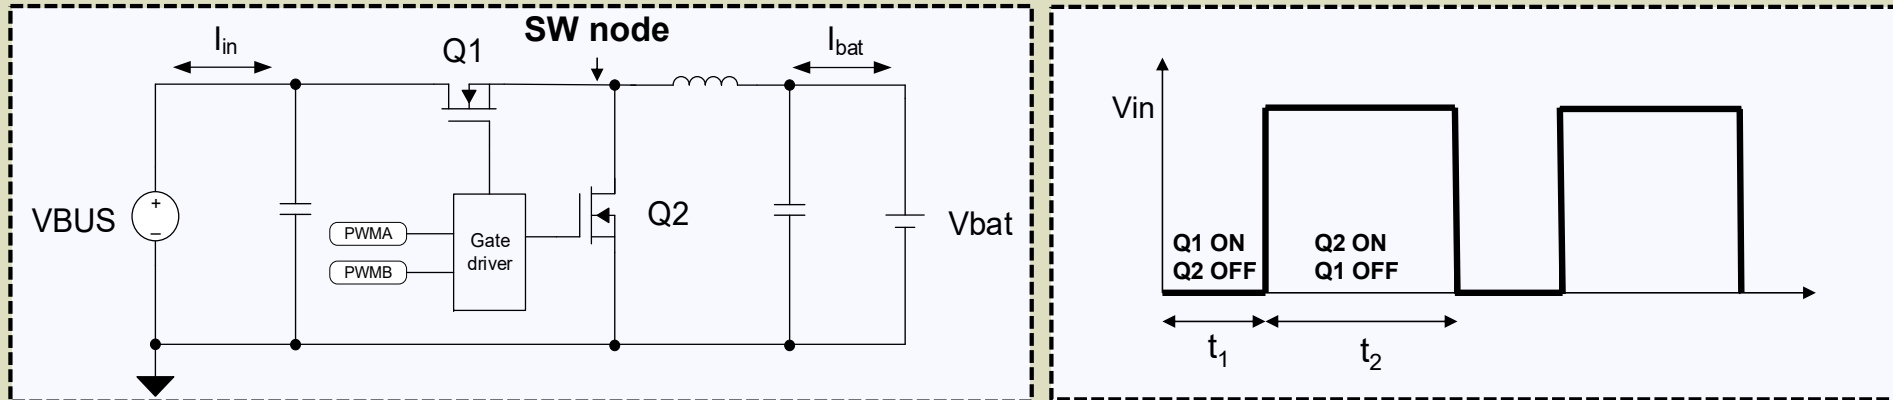 SW node
Iin
Q1
Ibat
VBUS
+
–
PWMA
PWMB
Gate
driver
Q2
Vbat
Vin
Q1 ON
Q2 OFF
Q2 ON
Q1 OFF
t1
t2